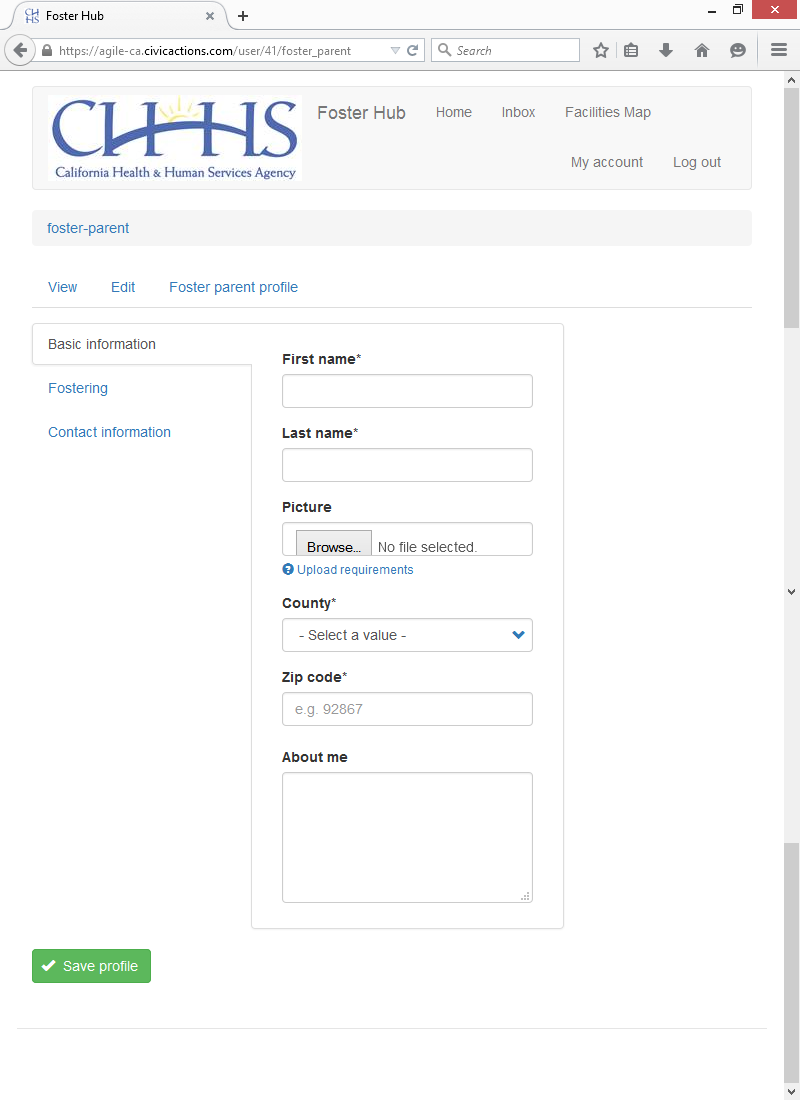 Foster Hub
https://agile-ca.civicactions.com/user/41/foster_parent
Search
CHHS
California Health & Human Services Agency
Foster Hub Home Inbox Facilities Map
My account Log out
foster-parent
View Edit Foster parent profile
Basic information
Fostering
Contact information
First name*
Last name*
Picture
Browse... No file selected.
Upload requirements
County*
- Select a value -
Zip code*
e.g. 92867
About me
Save profile